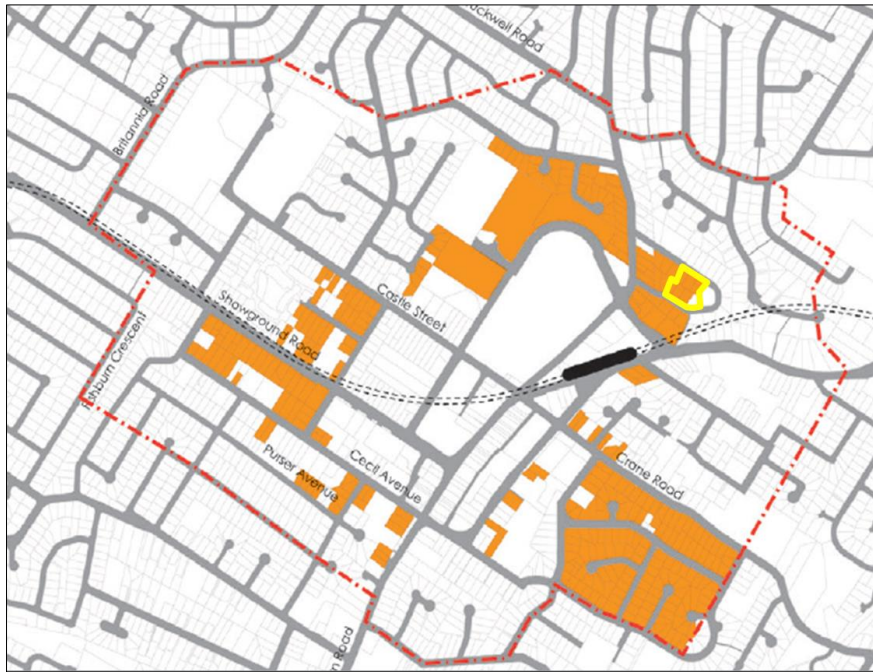 Britannia Road
Castle Street
Showground Road
Crane Road
Cecil Avenue
Purser Avenue
Road